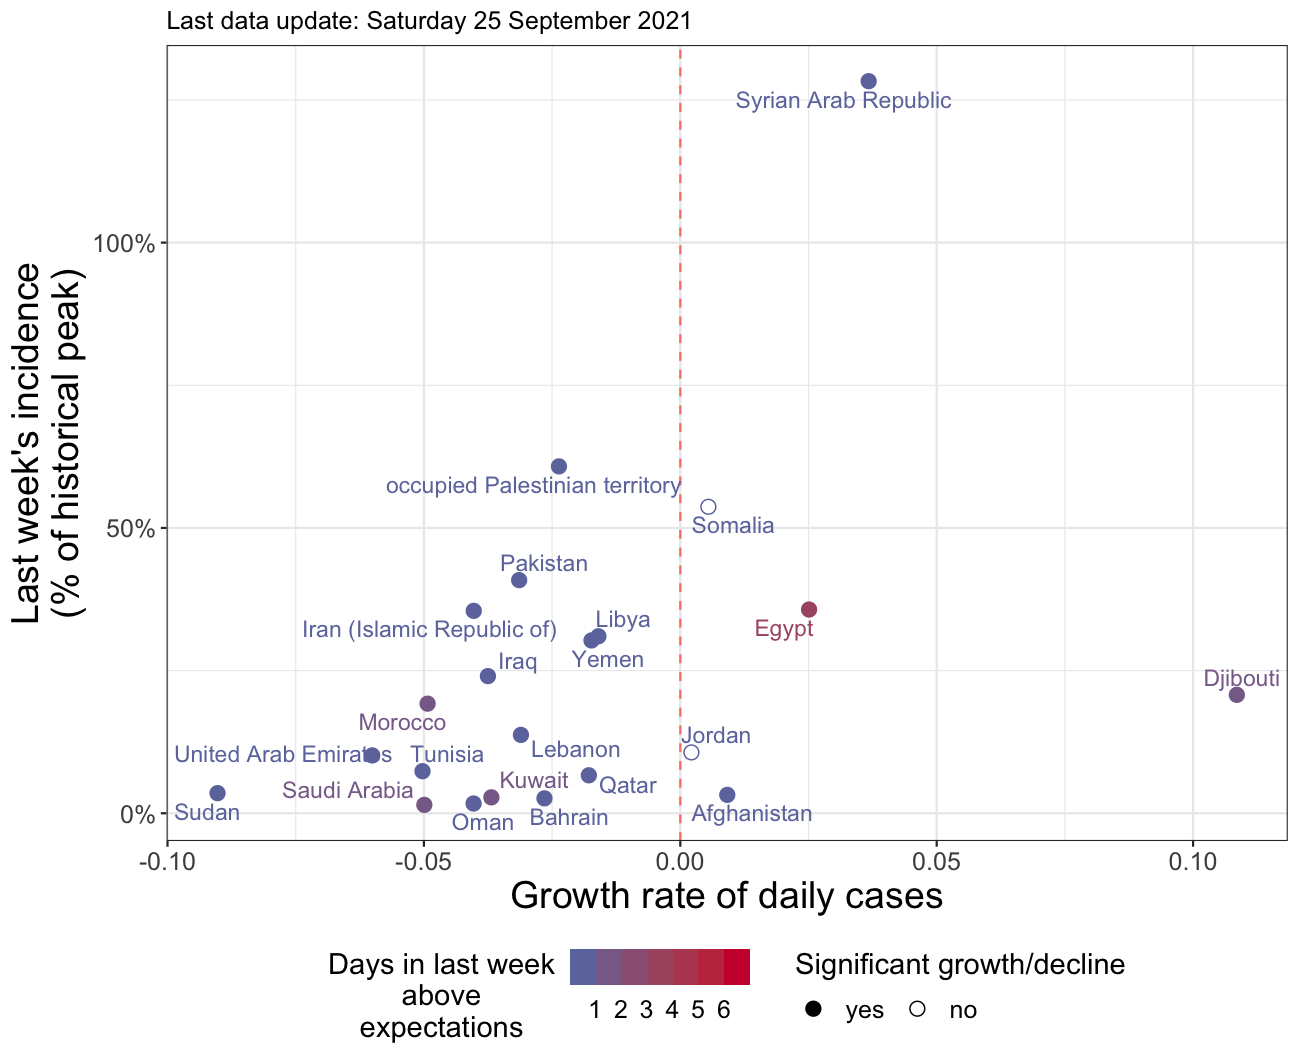 Last data update: Saturday 25 September 2021
Syrian Arab Republic
100%
Last week's incidence
(% of historical peak)
occupied Palestinian territory
50%
Somalia
Pakistan
Libya
Iran (Islamic Republic of)
Egypt
Yemen
Iraq
Djibouti
Morocco
Jordan
Lebanon
United Arab Emirates
Tunisia
Kuwait
Qatar
Saudi Arabia
Sudan
0%
Oman
Bahrain
Afghanistan
-0.10
-0.05
0.00
0.05
0.10
Growth rate of daily cases
Days in last week
above
expectations
1 2 3 4 5 6
Significant growth/decline
yes
no